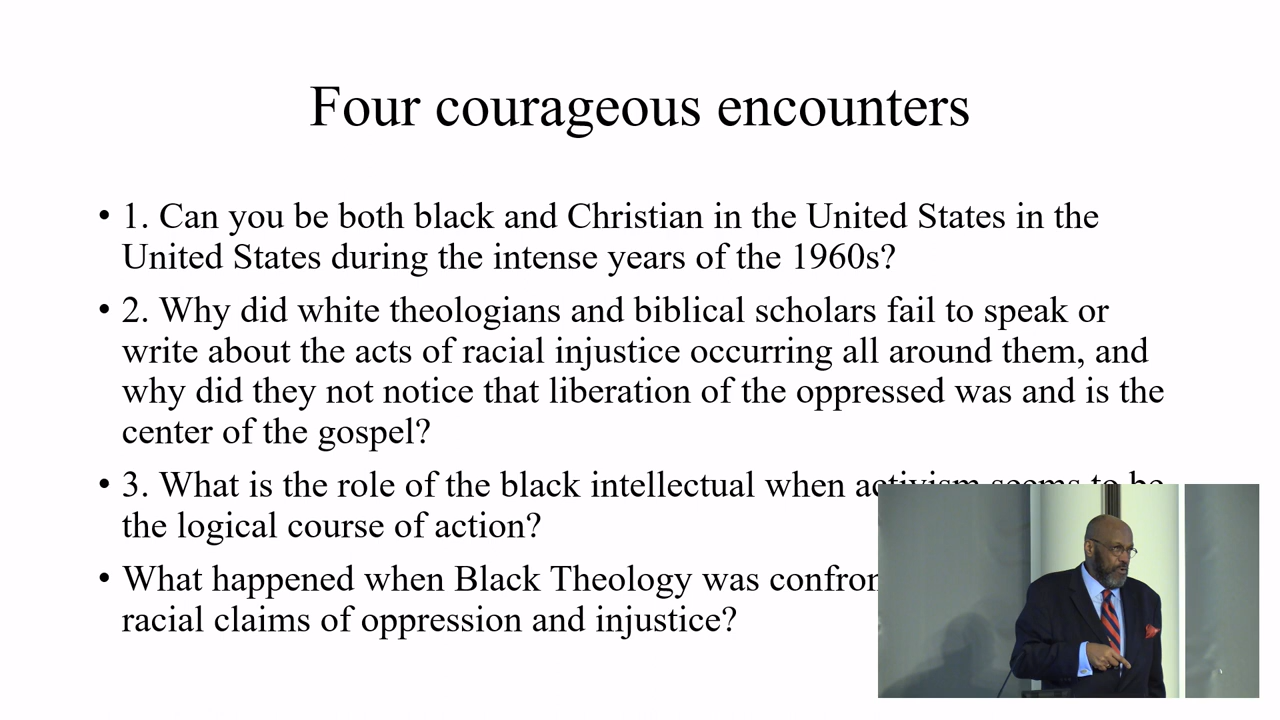 Four courageous encounters
• 1. Can you be both black and Christian in the United States in the
United States during the intense years of the 1960s?
• 2. Why did white theologians and biblical scholars fail to speak or
write about the acts of racial injustice occurring all around them, and
why did they not notice that liberation of the oppressed was and is the
center of the gospel?
• 3. What is the role of the black intellectual when activism seems to be
the logical course of action?
• What happened when Black Theology was
racial claims of oppression and injustice?